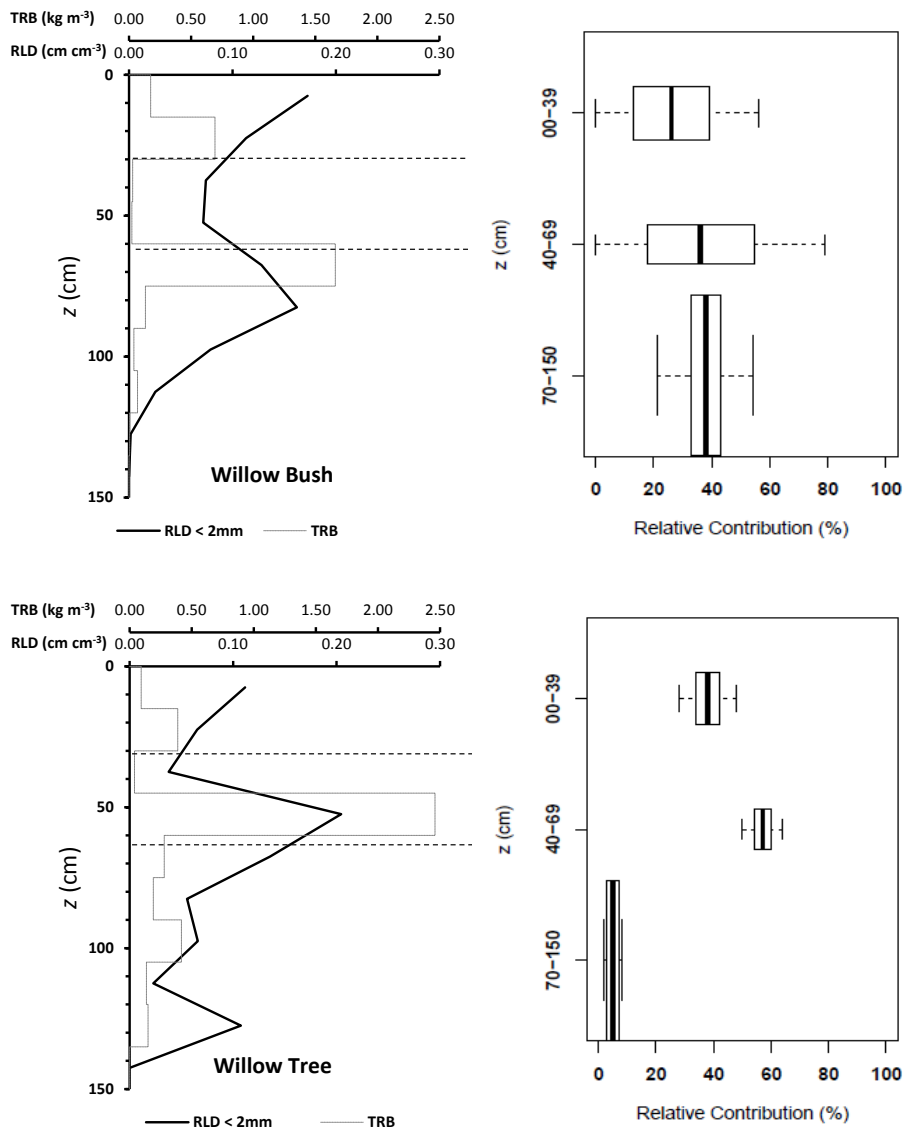 TRB (kg m-3) 0.00 0.50 1.00 1.50 2.00 2.50
RLD (cm cm-3) 0.00 0.10 0.20 0.30
0
50
100
150
z (cm)
Willow Bush
RLD < 2mm TRB
00−39
40−69
70−150
z (cm)
0 20 40 60 80 100
Relative Contribution (%)
TRB (kg m-3) 0.00 0.50 1.00 1.50 2.00 2.50
RLD (cm cm-3) 0.00 0.10 0.20 0.30
0
50
100
150
z (cm)
Willow Tree
RLD < 2mm TRB
00−39
40−69
70−150
z (cm)
0 20 40 60 80 100
Relative Contribution (%)